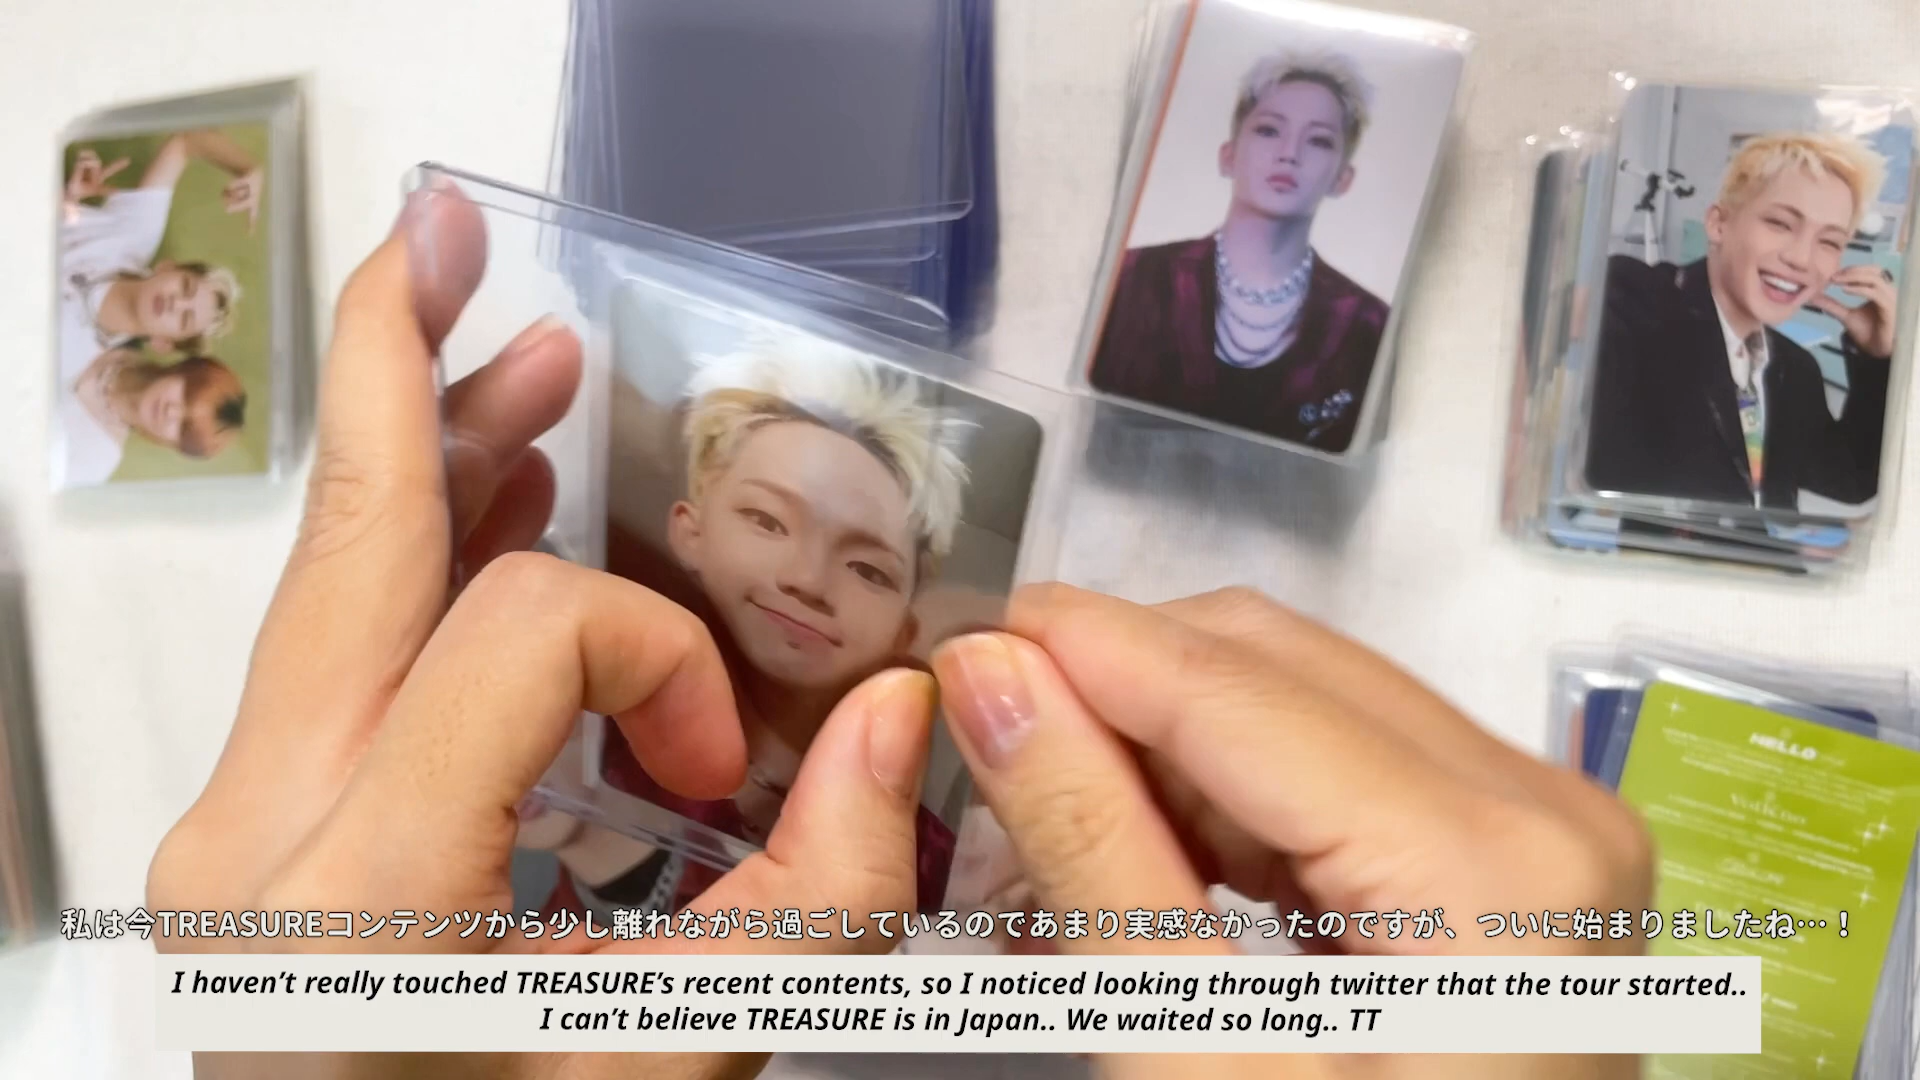 HELLO
私は今TREASUREコンテンツから少し離れながら過ごしているのであまり実感なかったのですが、ついに始まりましたね…！
I haven't really touched TREASURE's recent contents, so I noticed looking through twitter that the tour started..
I can't believe TREASURE is in Japan.. We waited so long.. TT